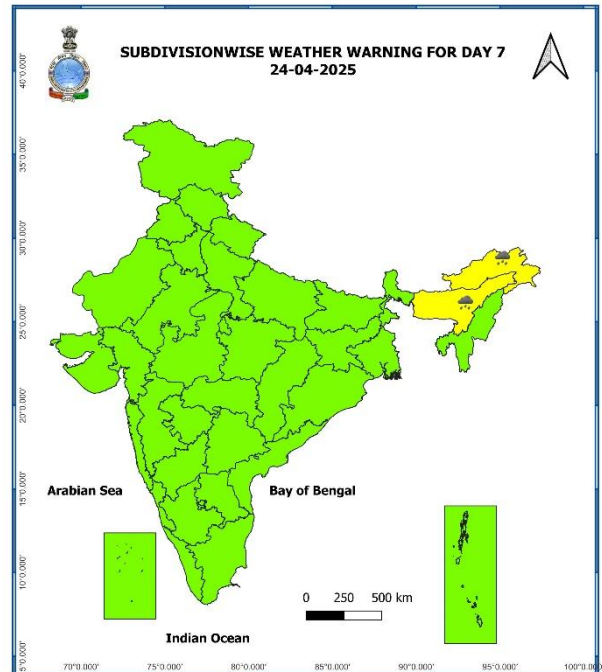 SUBDIVISIONWISE WEATHER WARNING FOR DAY 7
24-04-2025
40°0.000'
35°0.000'
30°0.000'
25°0.000'
20°0.000'
15°0.000'
10°0.000'
5°0.000'
Arabian Sea
Bay of Bengal
0 250 500 km
Indian Ocean
70°0.000' 75°0.000' 80°0.000' 85°0.000' 90°0.000' 95°0.000' 100°0.000'